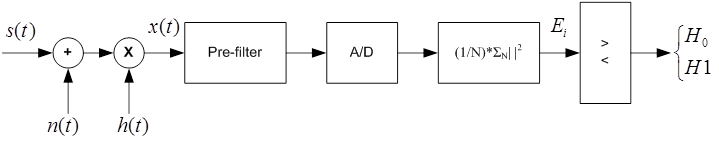 s(t)
+
n(t)
X
h(t)
x(t)
Pre-filter
A/D
(1/N)*Σ_N| |²
E_i
>
<
H_0
H1